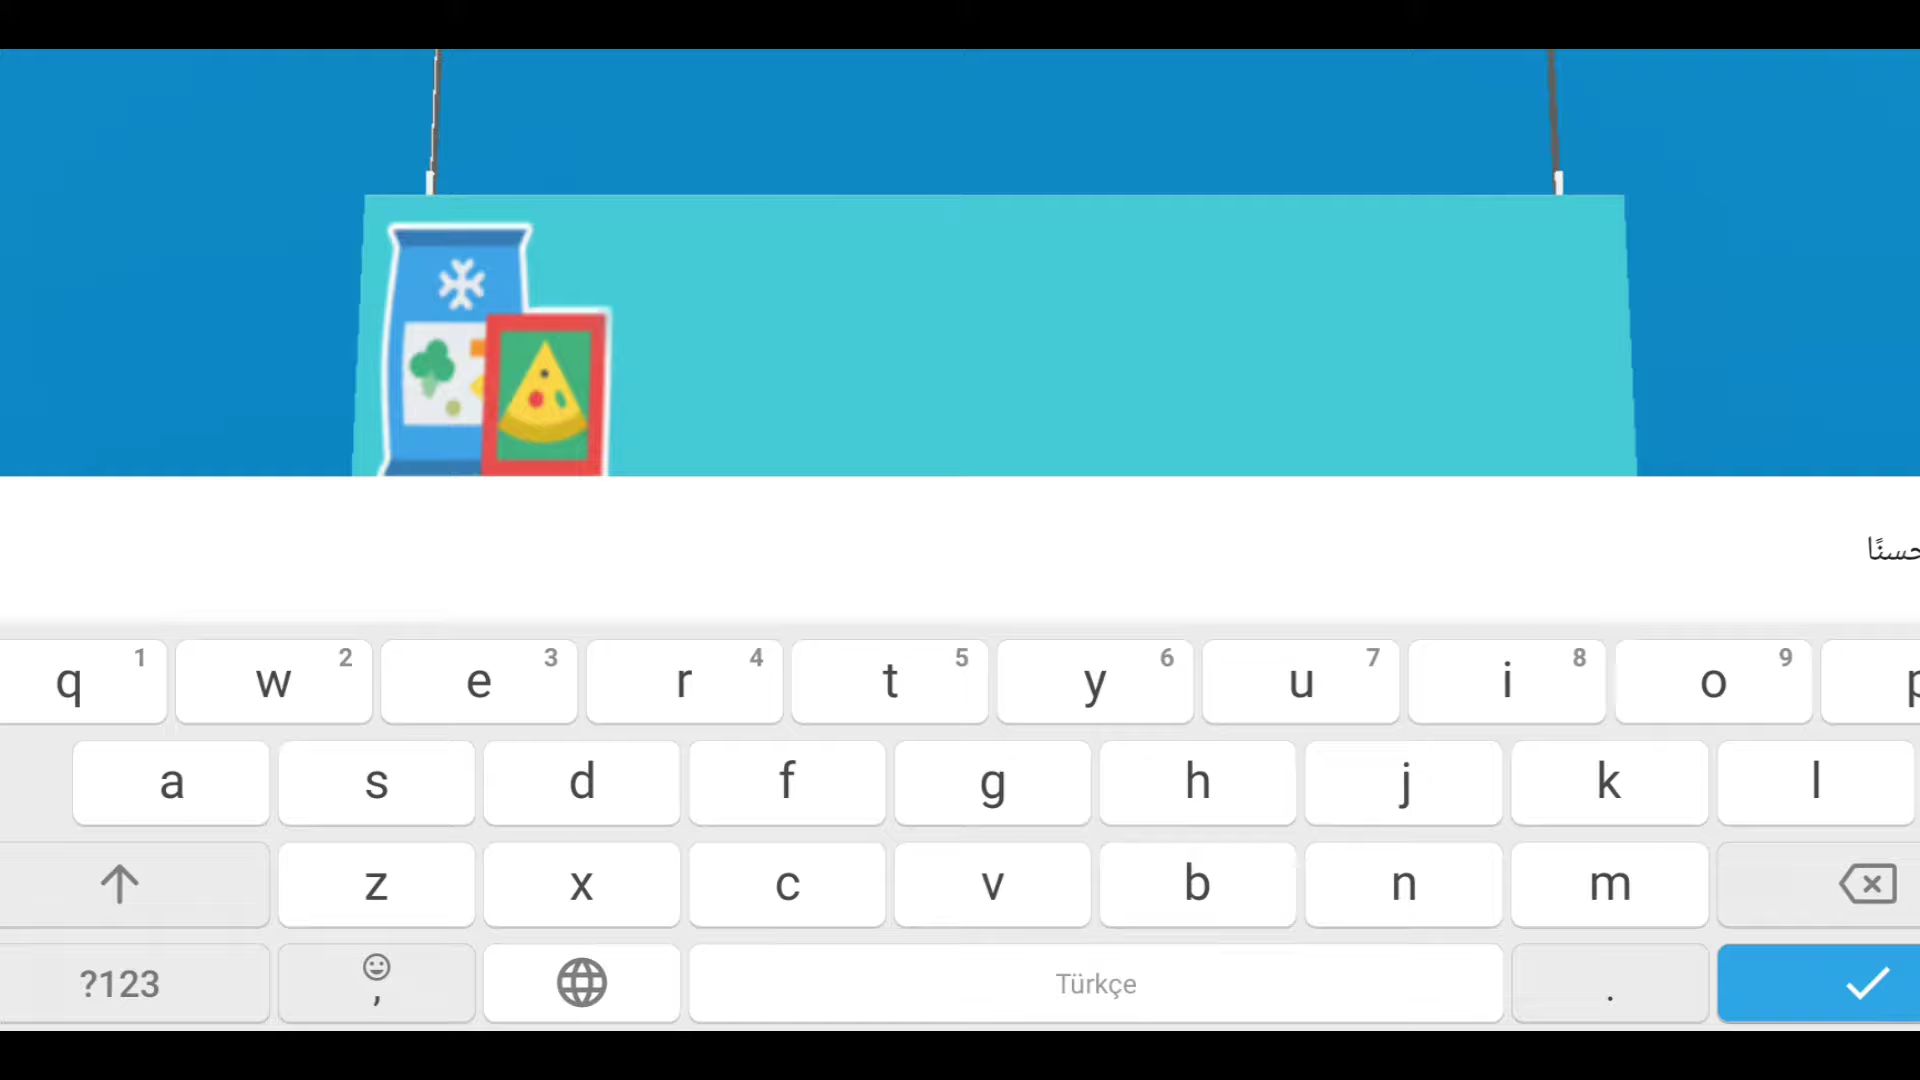 حسنًا
q 1 w 2 e 3 r 4 t 5 y 6 u 7 i 8 o 9 p
a s d f g h j k l
z x c v b n m
?123 , Türkçe .